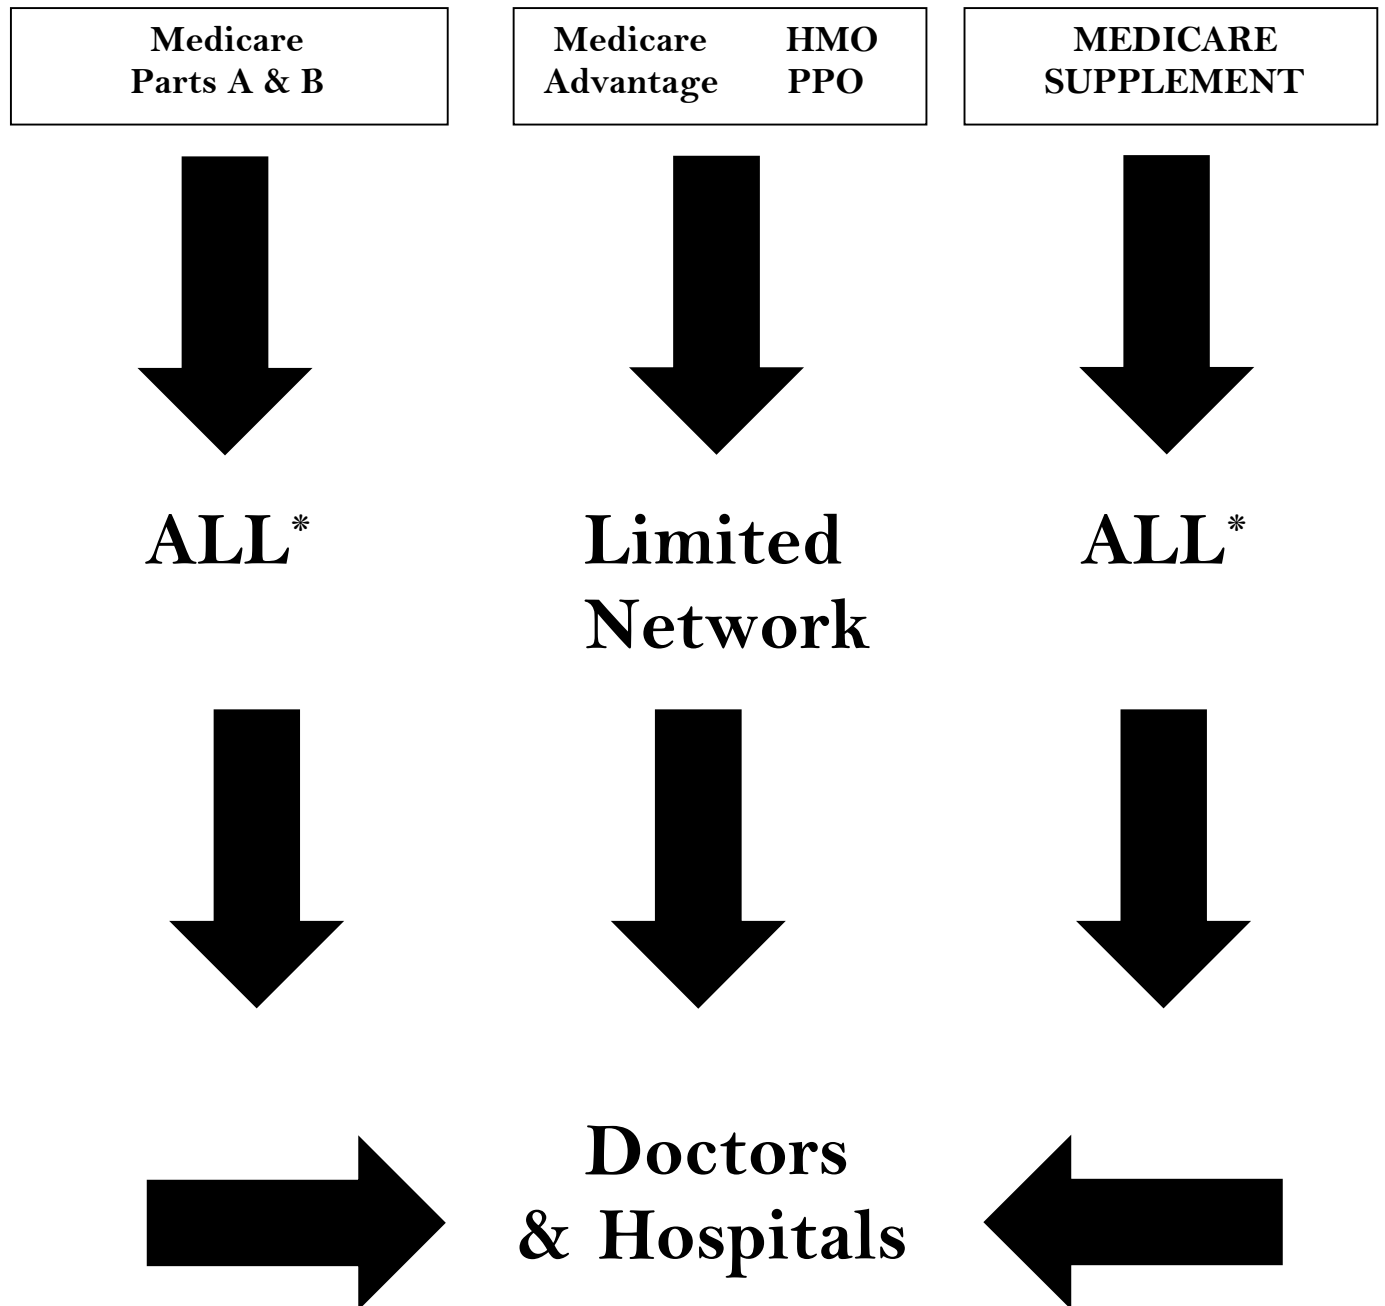 Medicare
Parts A & B
Medicare HMO
Advantage PPO
MEDICARE
SUPPLEMENT
ALL*
Limited
Network
ALL*
Doctors
& Hospitals